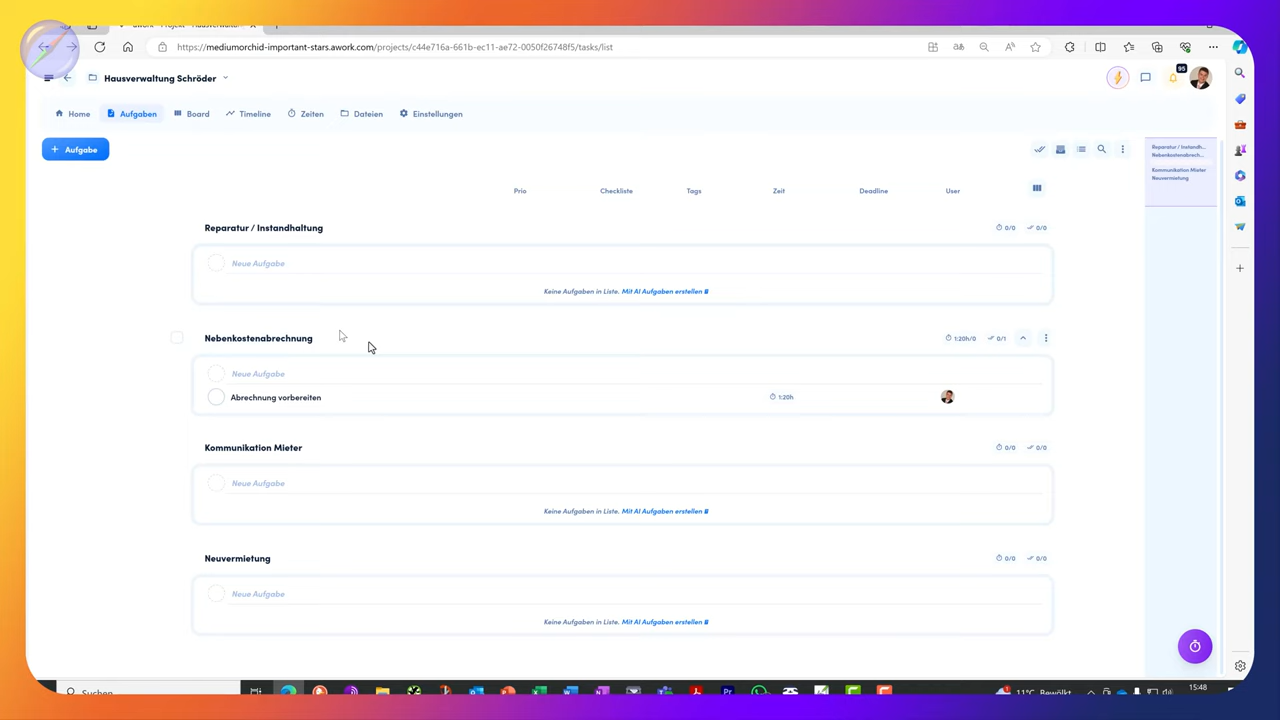 https://mediumorchid-important-stars.awork.com/projects/c44e716a-661b-ec11-ae72-0050f26748f5/tasks/list
Hausverwaltung Schröder
95
Home Aufgaben Board Timeline Zeiten Dateien Einstellungen
+ Aufgabe
Prio Checkliste Tags Zeit Deadline User
Reparatur / Instandh...
Nebenkostenabrech...
Kommunikation Mieter
Neuvermietung
Reparatur / Instandhaltung 0/0 0/0
Neue Aufgabe
Keine Aufgaben in Liste. Mit AI Aufgaben erstellen
Nebenkostenabrechnung 1:20h/0 0/1
Neue Aufgabe
Abrechnung vorbereiten 1:20h
Kommunikation Mieter 0/0 0/0
Neue Aufgabe
Keine Aufgaben in Liste. Mit AI Aufgaben erstellen
Neuvermietung 0/0 0/0
Neue Aufgabe
Keine Aufgaben in Liste. Mit AI Aufgaben erstellen
Suchen 11°C Bewölkt 15:48